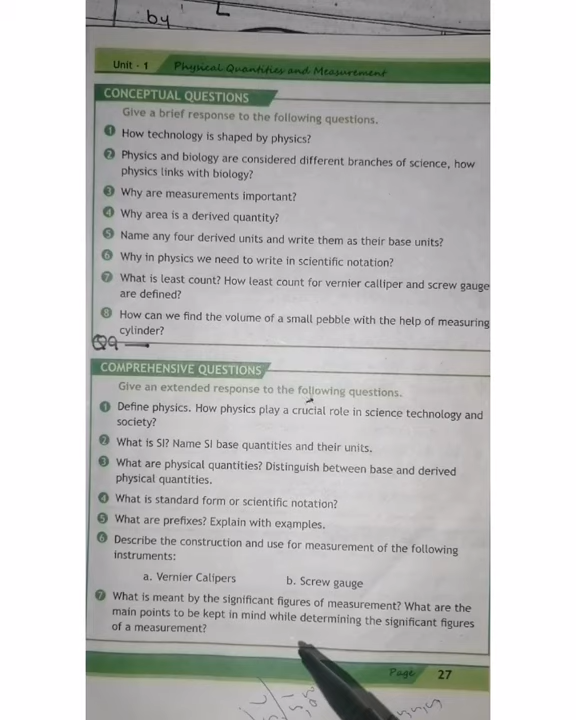 by
Unit - 1 Physical Quantities and Measurement
CONCEPTUAL QUESTIONS
Give a brief response to the following questions.
1 How technology is shaped by physics?
2 Physics and biology are considered different branches of science, how
physics links with biology?
3 Why are measurements important?
4 Why area is a derived quantity?
5 Name any four derived units and write them as their base units?
6 Why in physics we need to write in scientific notation?
7 What is least count? How least count for vernier calliper and screw gauge
are defined?
8 How can we find the volume of a small pebble with the help of measuring
cylinder?
Q9
COMPREHENSIVE QUESTIONS
Give an extended response to the following questions.
1 Define physics. How physics play a crucial role in science technology and
society?
2 What is SI? Name SI base quantities and their units.
3 What are physical quantities? Distinguish between base and derived
physical quantities.
4 What is standard form or scientific notation?
5 What are prefixes? Explain with examples.
6 Describe the construction and use for measurement of the following
instruments:
a. Vernier Calipers b. Screw gauge
7 What is meant by the significant figures of measurement? What are the
main points to be kept in mind while determining the significant figures
of a measurement?
Page 27